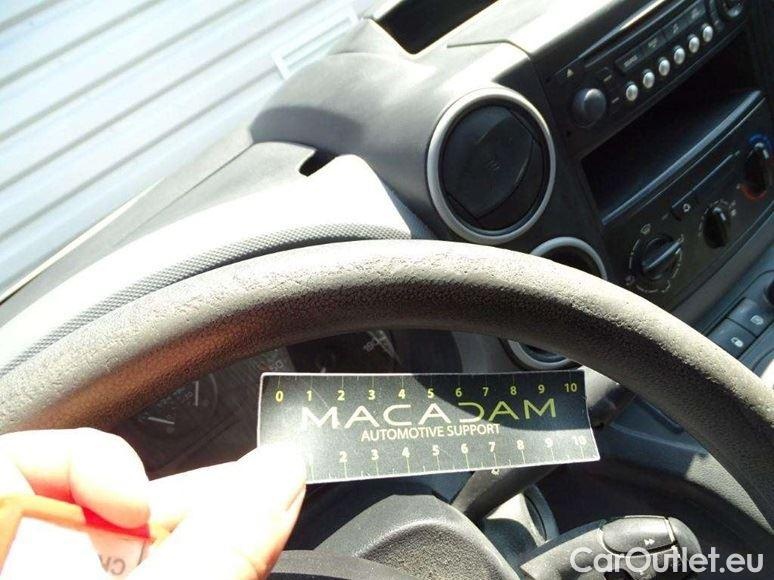 0 1 2 3 4 5 6 7 8 9 10
MACADAM
AUTOMOTIVE SUPPORT
2 3 4 5 6 7 8 9 10
CarOutlet.eu